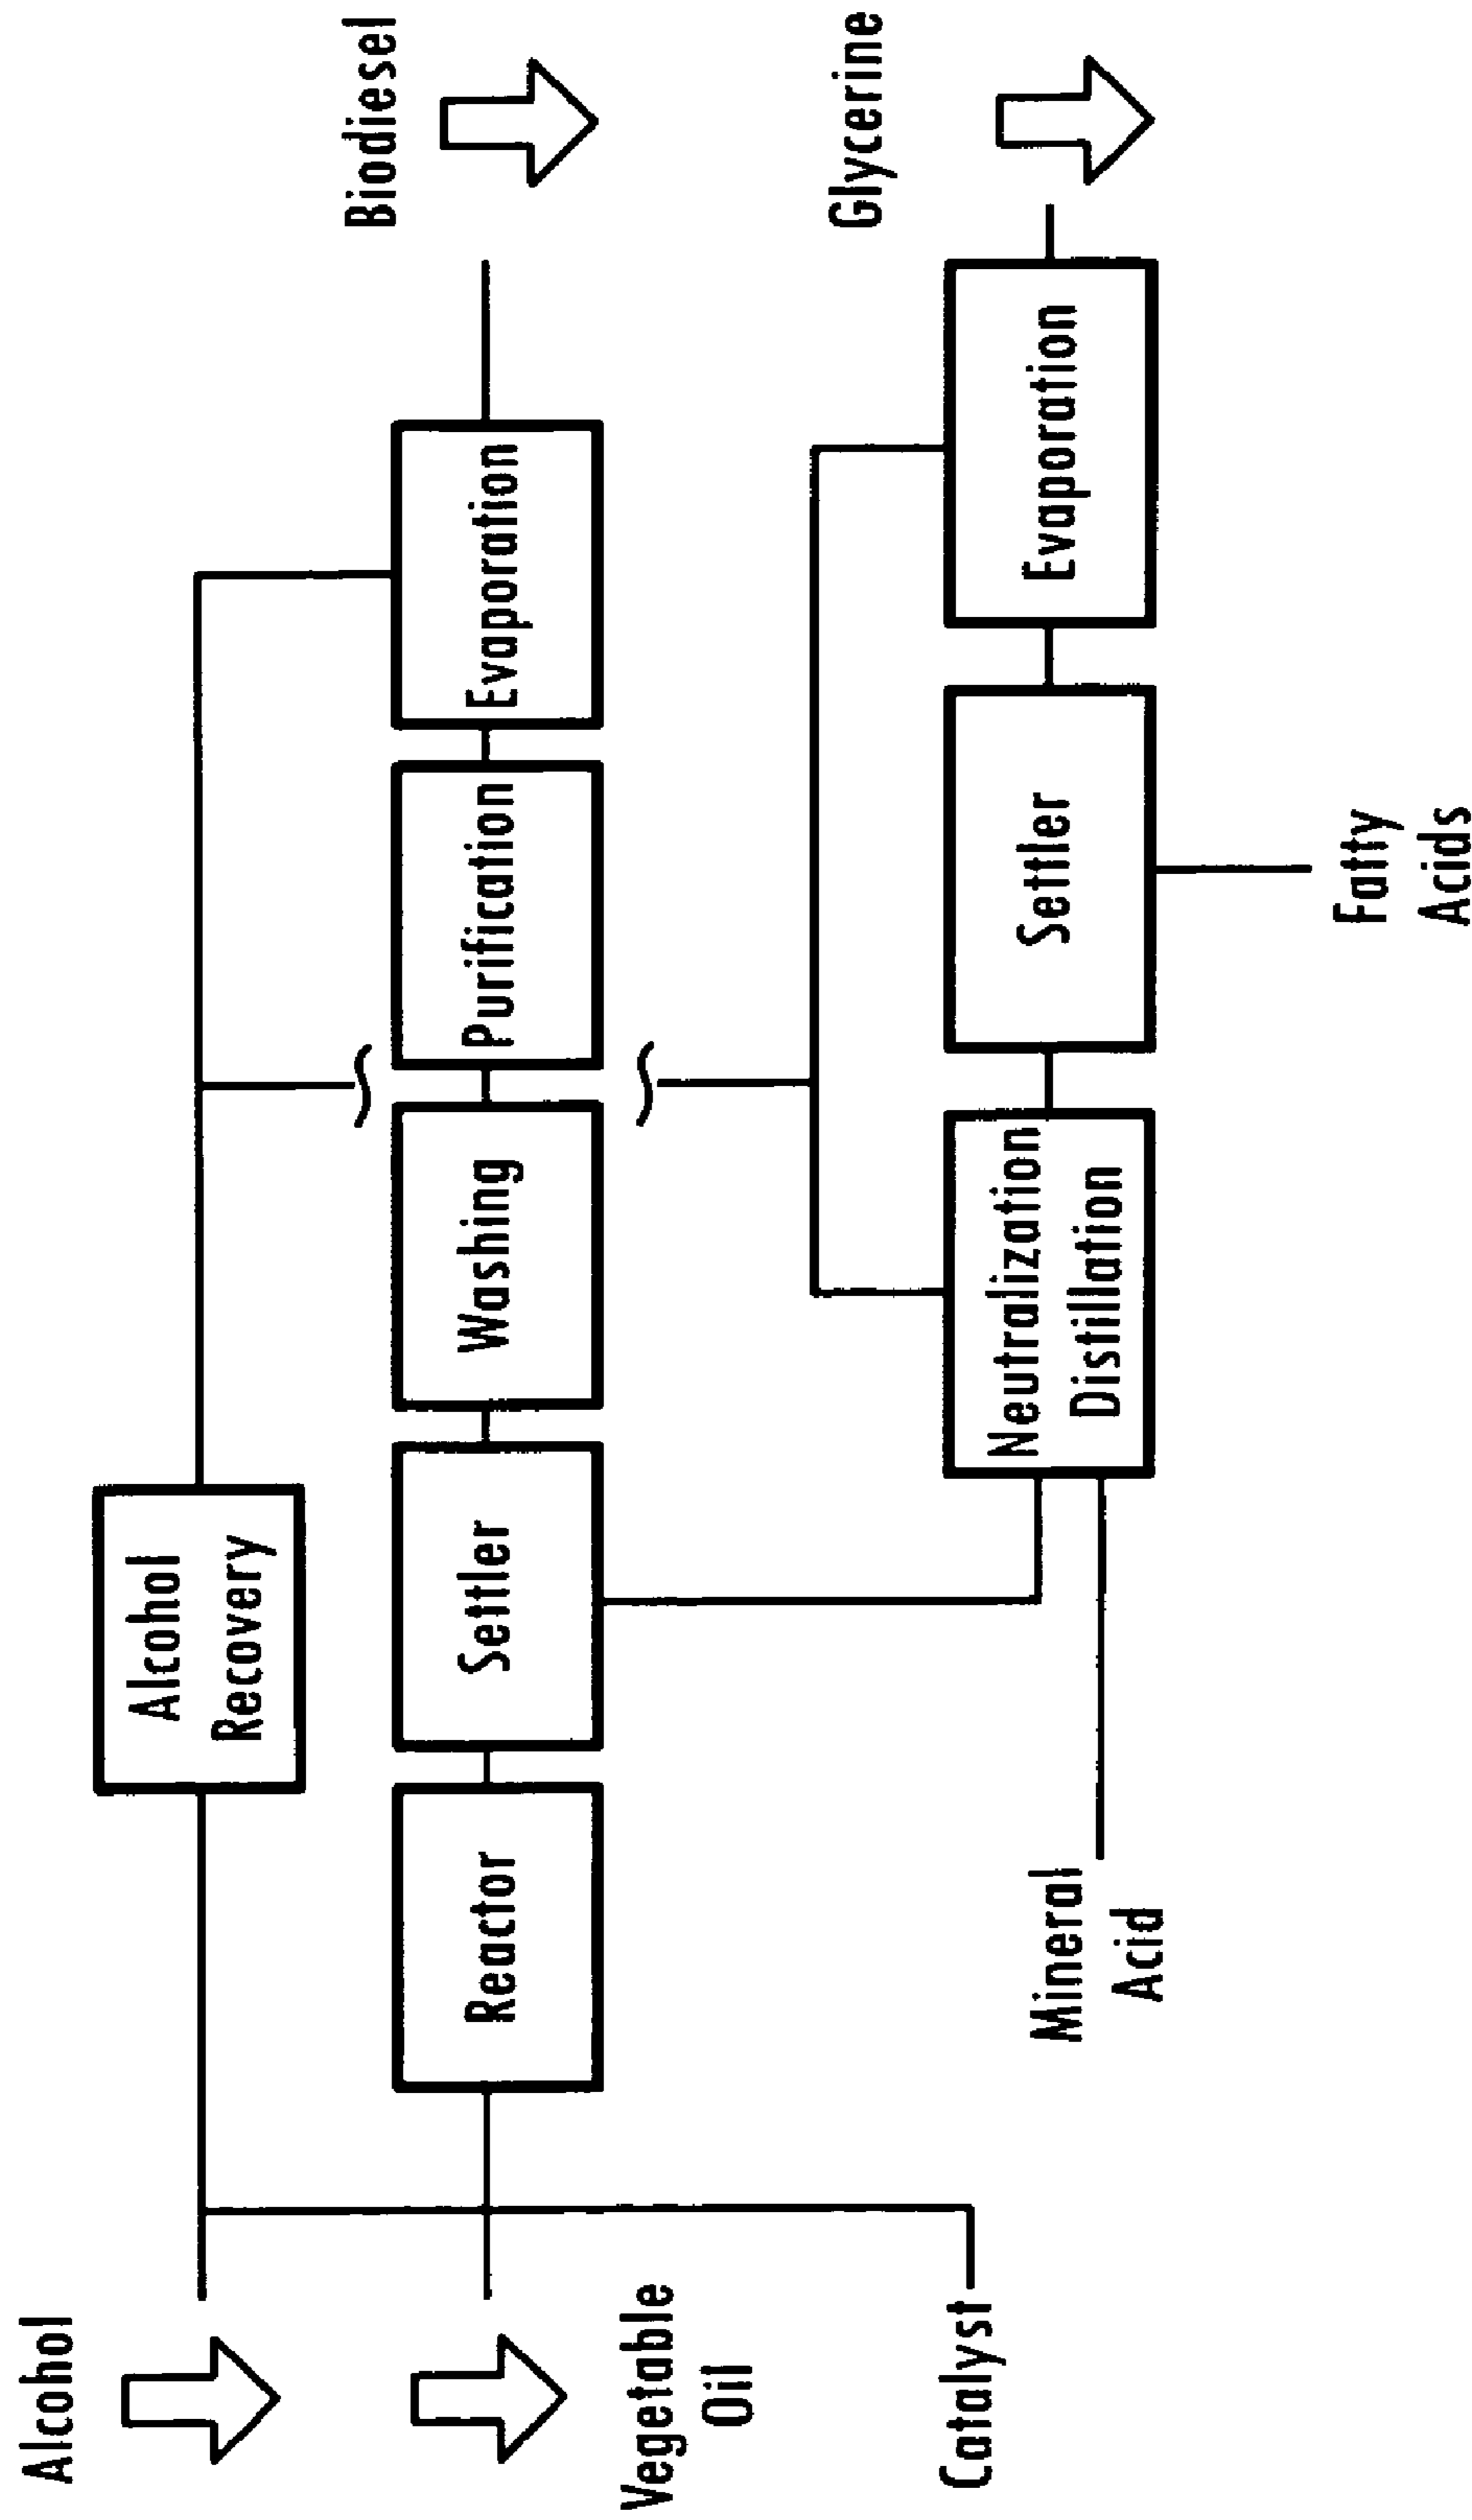 Alcohol
Alcohol
Recovery
Vegetable
Oil
Reactor
Settler
Washing
Purification
Evaporation
Biodiesel
Catalyst
Mineral
Acid
Neutralization
Distillation
Settler
Evaporation
Glycerine
Fatty
Acids